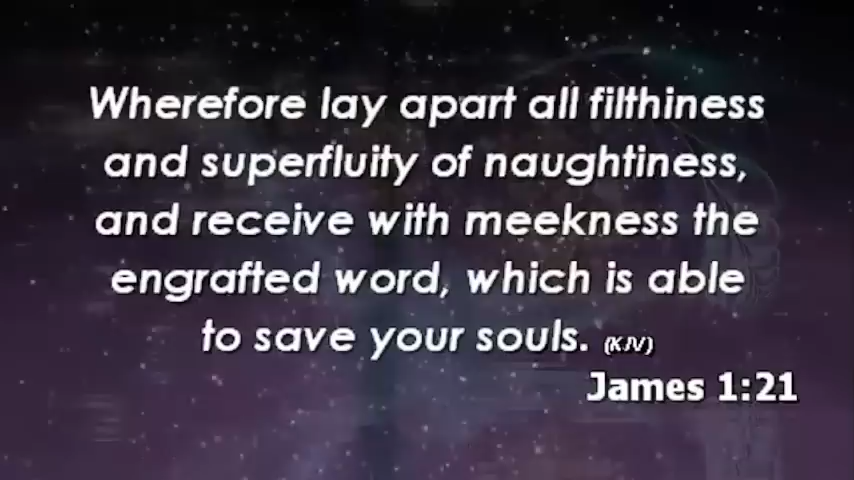 Wherefore lay apart all filthiness
and superfluity of naughtiness,
and receive with meekness the
engrafted word, which is able
to save your souls. (KJV)
James 1:21